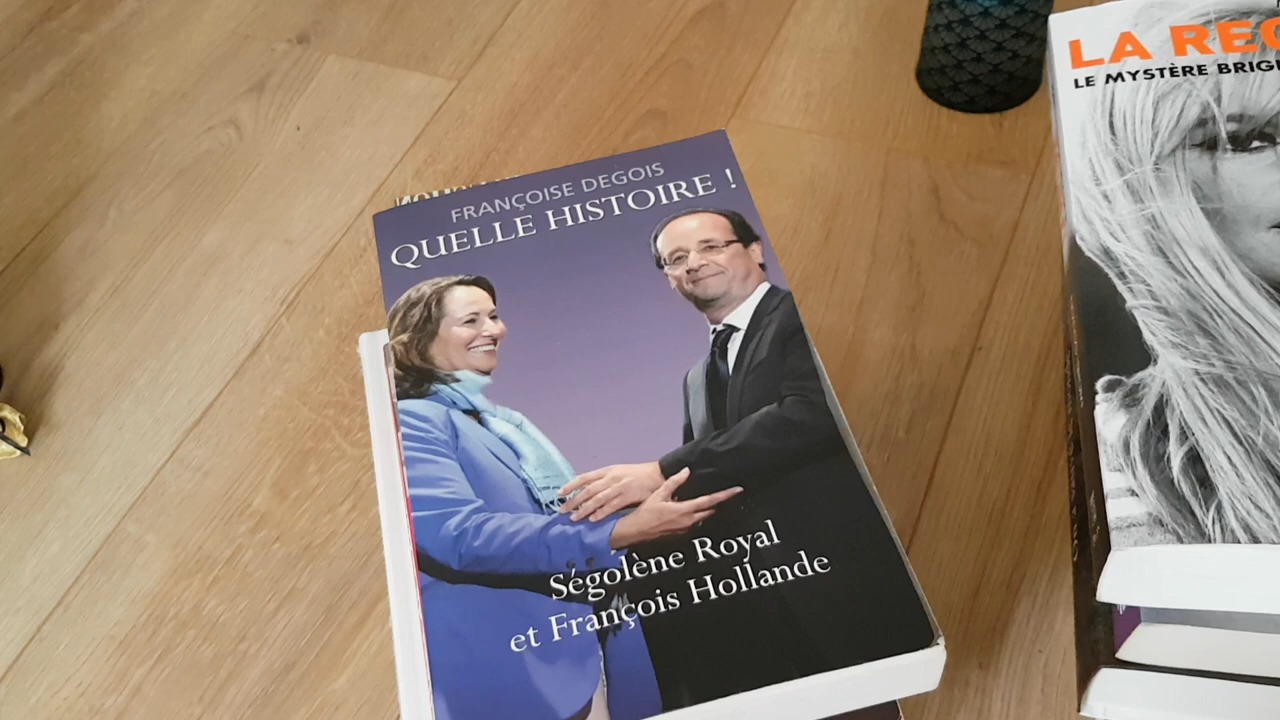 FRANÇOISE DEGOIS
QUELLE HISTOIRE !
Ségolène Royal
et François Hollande
LA REC
LE MYSTÈRE BRIGI